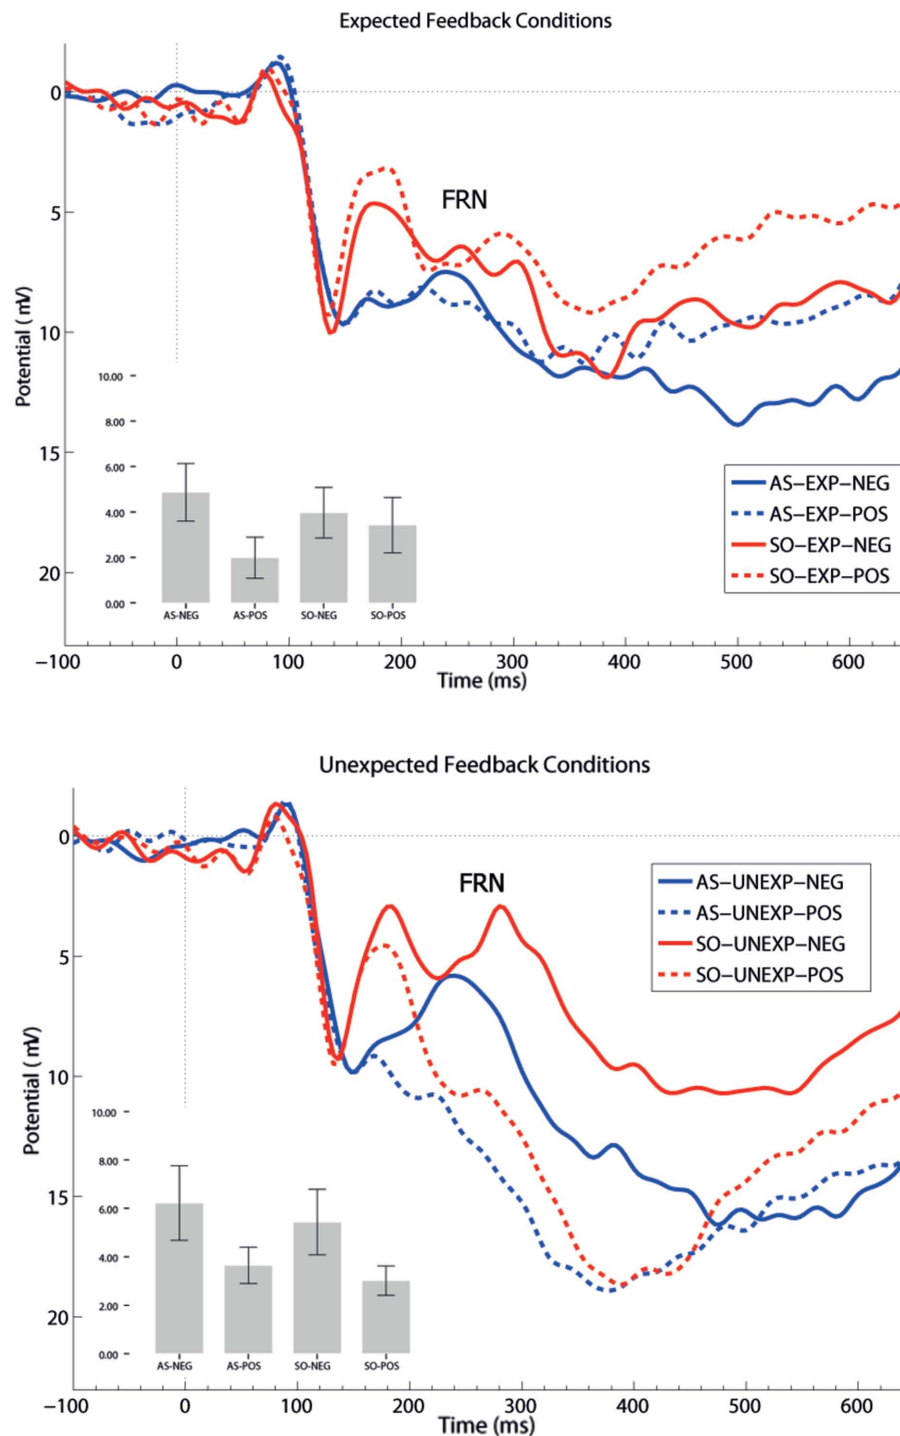 Expected Feedback Conditions
0
FRN
5
10
Potential ( mV)
10.00
8.00
15
6.00
AS–EXP–NEG
4.00
AS–EXP–POS
SO–EXP–NEG
2.00
20
SO–EXP–POS
0.00
AS-NEG AS-POS SO-NEG SO-POS
−100 0 100 200 300 400 500 600
Time (ms)
Unexpected Feedback Conditions
0
FRN
AS–UNEXP–NEG
AS–UNEXP–POS
SO–UNEXP–NEG
5
SO–UNEXP–POS
10
Potential ( mV)
10.00
8.00
15
6.00
4.00
20
2.00
0.00
AS-NEG AS-POS SO-NEG SO-POS
−100 0 100 200 300 400 500 600
Time (ms)